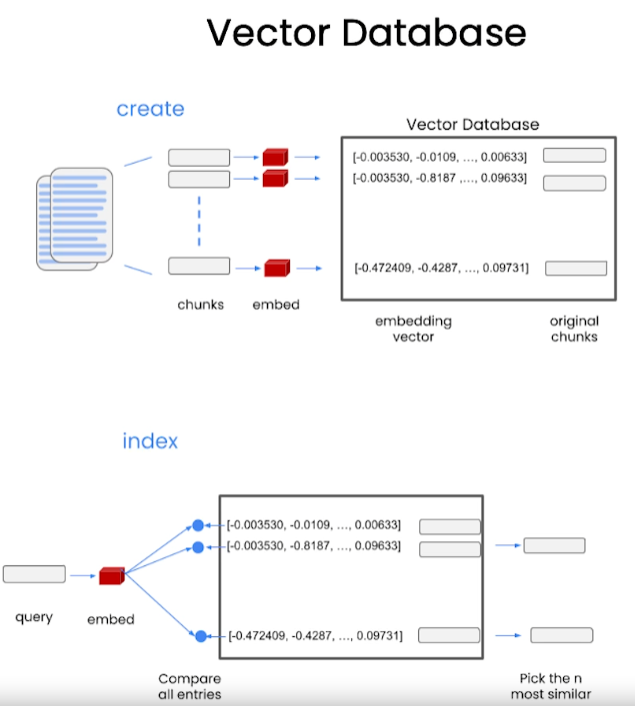 Vector Database
create
Vector Database
[-0.003530, -0.0109, ..., 0.00633]
[-0.003530, -0.8187 ,..., 0.09633]
[-0.472409, -0.4287, ..., 0.09731]
chunks
embed
embedding
vector
original
chunks
index
[-0.003530, -0.0109, ..., 0.00633]
[-0.003530, -0.8187, ..., 0.09633]
[-0.472409, -0.4287, ..., 0.09731]
query
embed
Compare
all entries
Pick the n
most similar